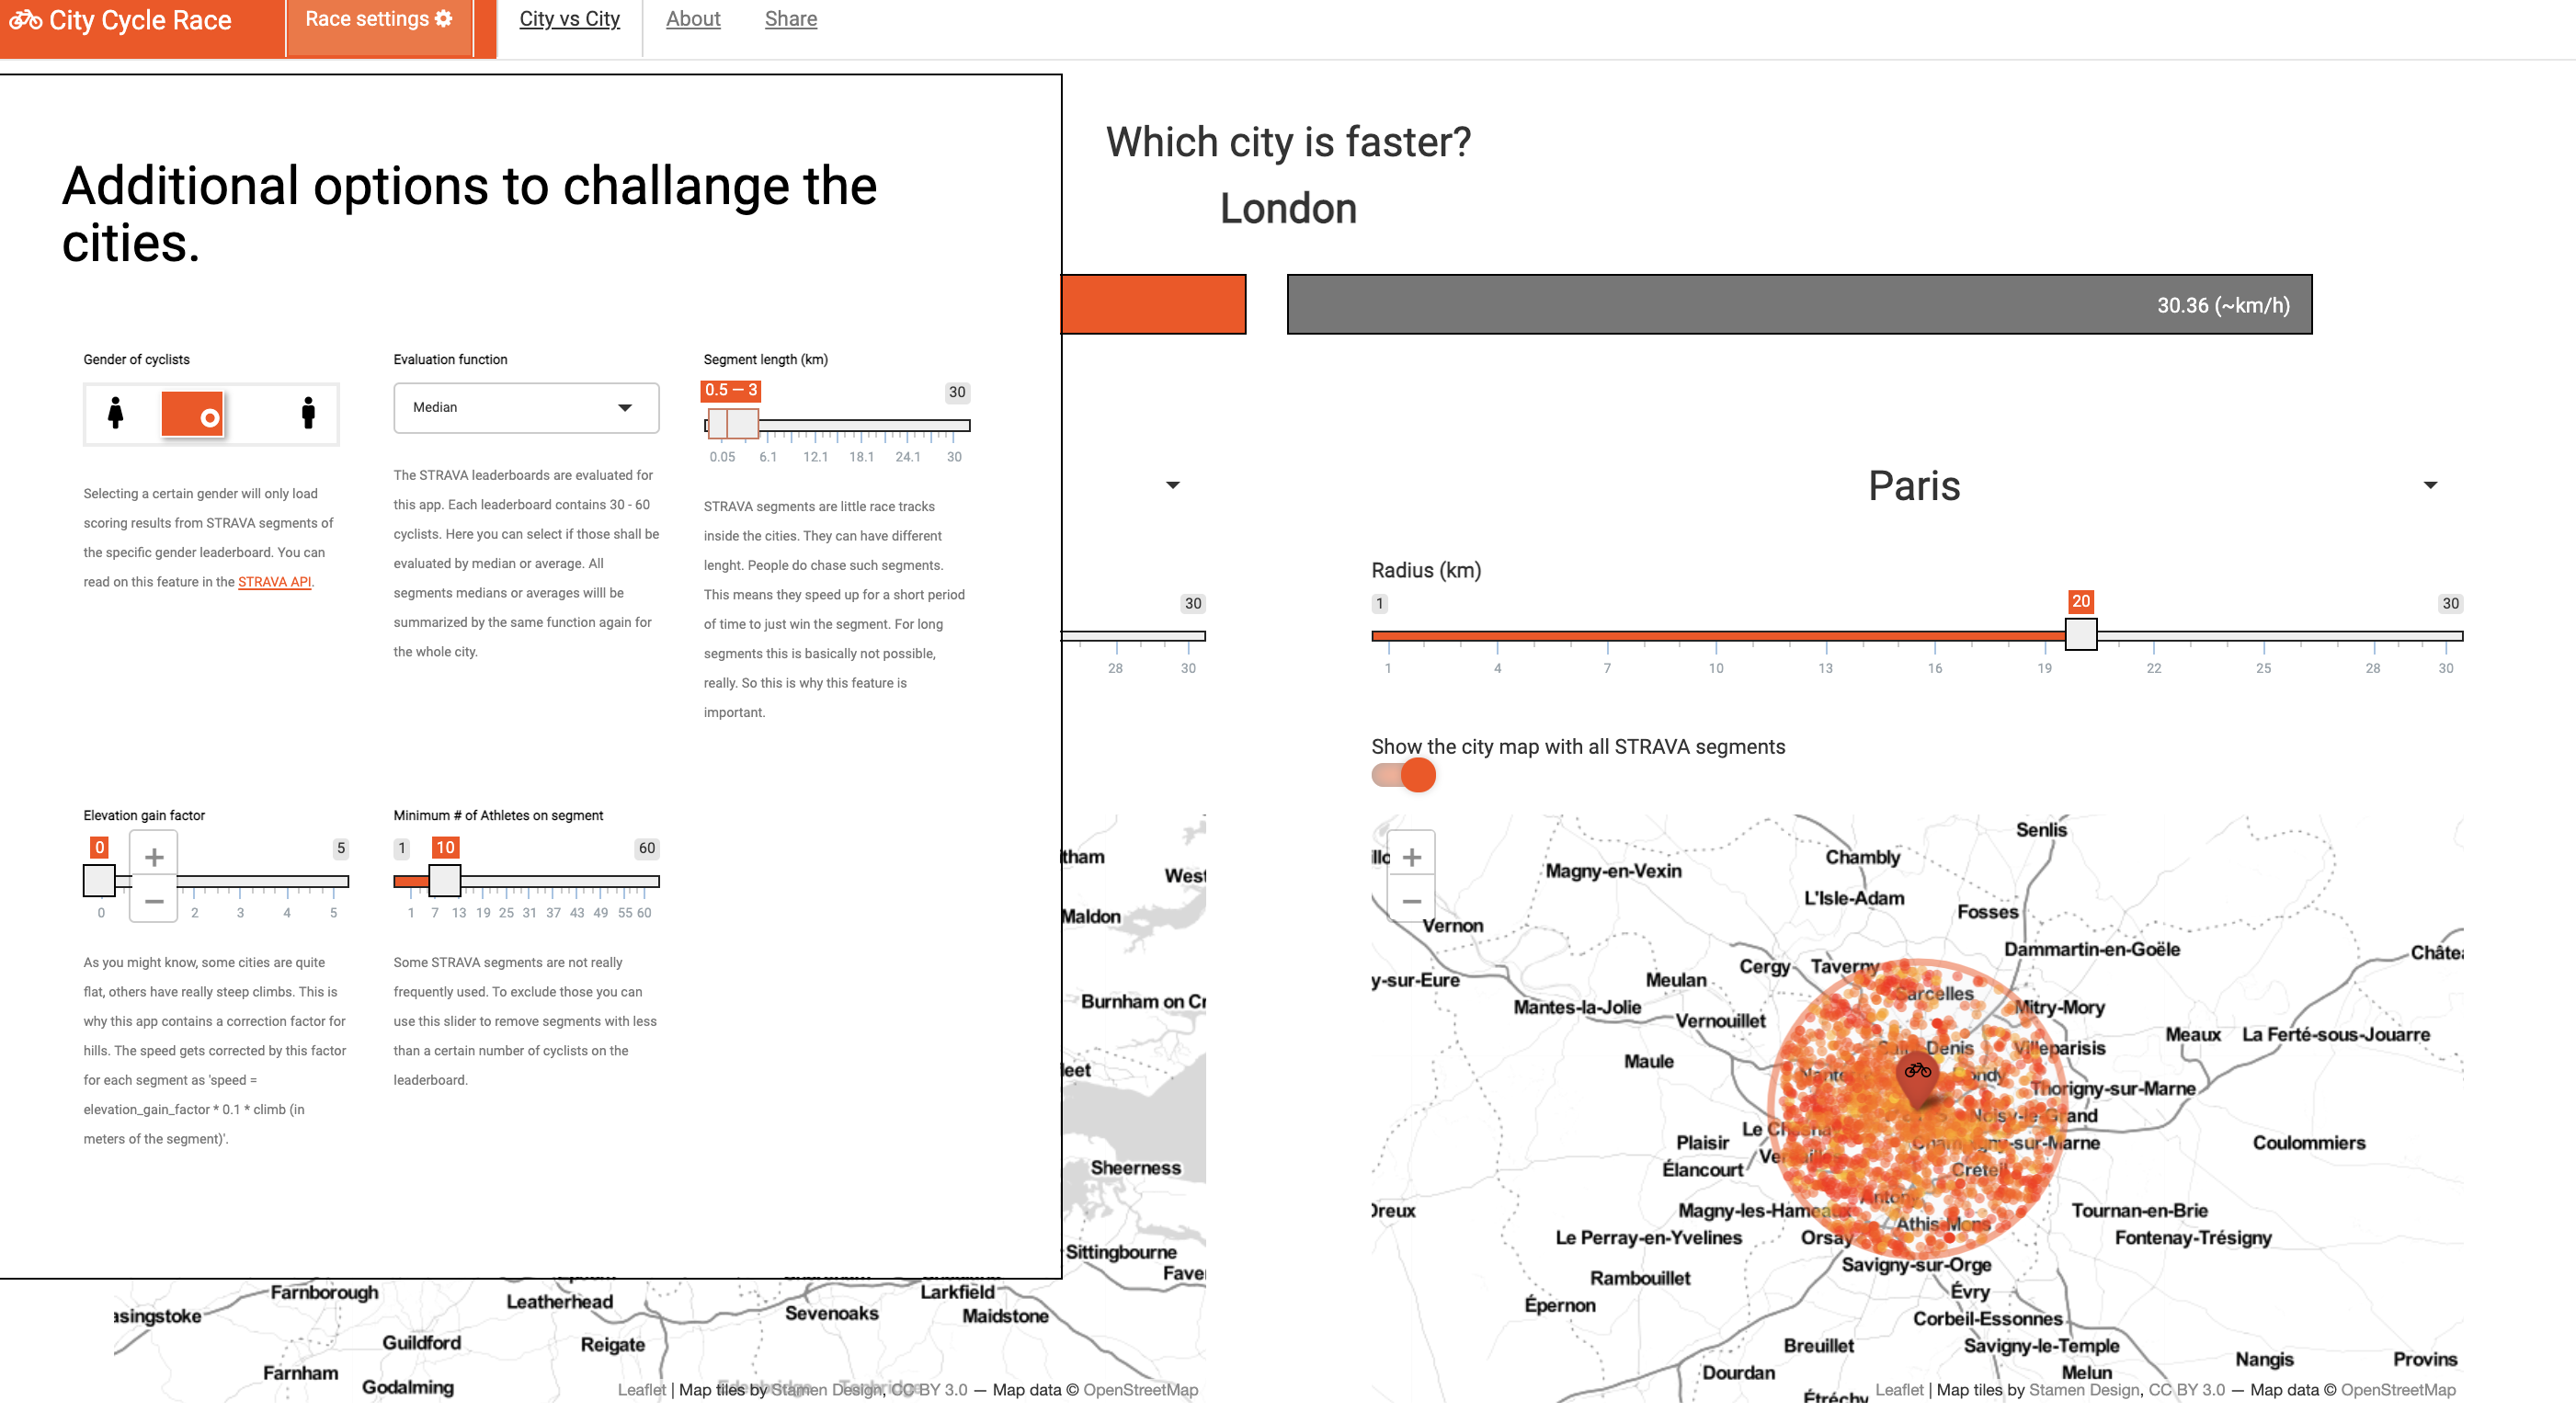 City Cycle Race
Race settings
City vs City
About
Share
Additional options to challange the
cities.
Gender of cyclists
Selecting a certain gender will only load
scoring results from STRAVA segments of
the specific gender leaderboard. You can
read on this feature in the STRAVA API.
Evaluation function
Median
The STRAVA leaderboards are evaluated for
this app. Each leaderboard contains 30 - 60
cyclists. Here you can select if those shall be
evaluated by median or average. All
segments medians or averages willl be
summarized by the same function again for
the whole city.
Segment length (km)
0.5 — 3
30
0.05 6.1 12.1 18.1 24.1 30
STRAVA segments are little race tracks
inside the cities. They can have different
lenght. People do chase such segments.
This means they speed up for a short period
of time to just win the segment. For long
segments this is basically not possible,
really. So this is why this feature is
important.
Elevation gain factor
0
5
+
−
0 2 3 4 5
As you might know, some cities are quite
flat, others have really steep climbs. This is
why this app contains a correction factor for
hills. The speed gets corrected by this factor
for each segment as 'speed =
elevation_gain_factor * 0.1 * climb (in
meters of the segment)'.
Minimum # of Athletes on segment
1
10
60
1 7 13 19 25 31 37 43 49 55 60
Some STRAVA segments are not really
frequently used. To exclude those you can
use this slider to remove segments with less
than a certain number of cyclists on the
leaderboard.
Which city is faster?
London
30.36 (~km/h)
30
28 30
tham
West
Maldon
Burnham on Cr
leet
Sheerness
Sittingbourne
Faver
Farnborough
asingstoke
Leatherhead
Larkfield
Sevenoaks
Maidstone
Guildford
Reigate
Farnham
Godalming
Leaflet | Map tiles by Stamen Design, CC BY 3.0 — Map data © OpenStreetMap
Paris
Radius (km)
1
20
30
1 4 7 10 13 16 19 22 25 28 30
Show the city map with all STRAVA segments
+
−
Senlis
Chambly
Magny-en-Vexin
L'Isle-Adam
Fosses
Vernon
Dammartin-en-Goële
Châtea
Cergy
Taverny
y-sur-Eure
Meulan
Sarcelles
Mantes-la-Jolie
Mitry-Mory
Vernouillet
Meaux
La Ferté-sous-Jouarre
Villeparisis
Maule
Thorigny-sur-Marne
Noisy-le-Grand
Plaisir
Coulommiers
Élancourt
Créteil
Dreux
Magny-les-Hameaux
Tournan-en-Brie
Athis-Mons
Le Perray-en-Yvelines
Orsay
Fontenay-Trésigny
Savigny-sur-Orge
Rambouillet
Évry
Épernon
Corbeil-Essonnes
Breuillet
Savigny-le-Temple
Nangis
Provins
Dourdan
Melun
Étréchy
Leaflet | Map tiles by Stamen Design, CC BY 3.0 — Map data © OpenStreetMap